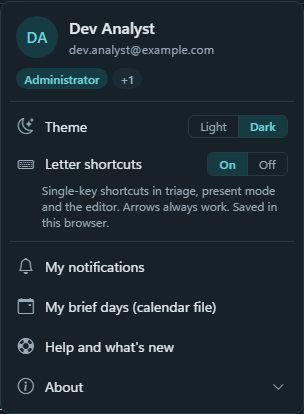 DA
Dev Analyst
dev.analyst@example.com
Administrator +1
Theme Light Dark
Letter shortcuts On Off
Single-key shortcuts in triage, present mode
and the editor. Arrows always work. Saved in
this browser.
My notifications
My brief days (calendar file)
Help and what's new
About